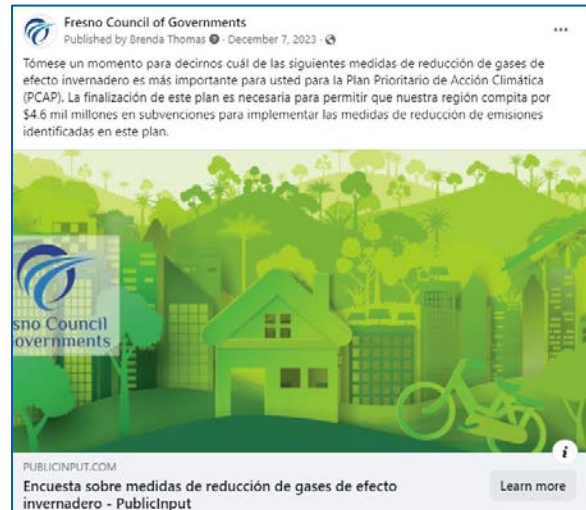 Fresno Council of Governments
Published by Brenda Thomas · December 7, 2023 ·
Tómese un momento para decirnos cuál de las siguientes medidas de reducción de gases de
efecto invernadero es más importante para usted para la Plan Prioritario de Acción Climática
(PCAP). La finalización de este plan es necesaria para permitir que nuestra región compita por
$4.6 mil millones en subvenciones para implementar las medidas de reducción de emisiones
identificadas en este plan.
sno Council
overnments
PUBLICINPUT.COM
Encuesta sobre medidas de reducción de gases de efecto
invernadero - PublicInput
Learn more